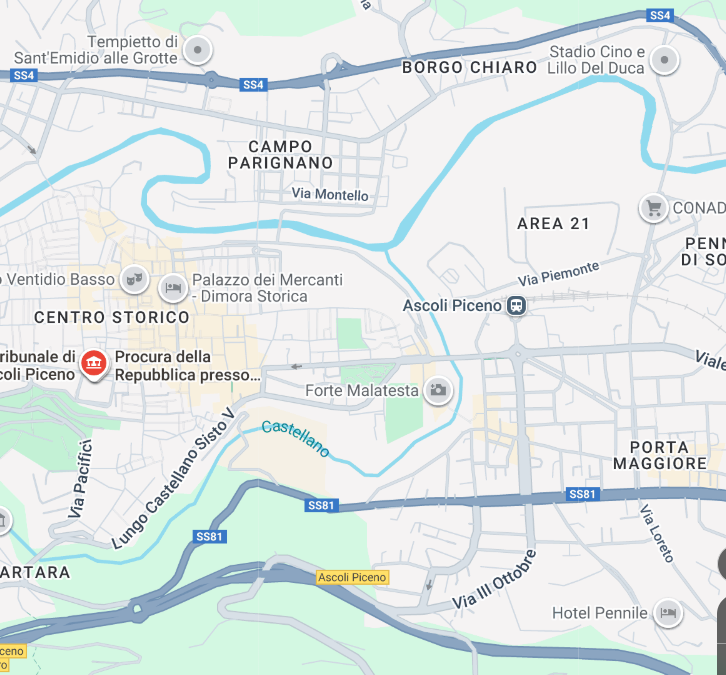 SS4
Tempietto di
Sant'Emidio alle Grotte
Stadio Cino e
Lillo Del Duca
SS4
SS4
BORGO CHIARO
CAMPO
PARIGNANO
Via Montello
CONAD
AREA 21
PENN
DI SO
Ventidio Basso
Palazzo dei Mercanti
- Dimora Storica
Via Piemonte
Ascoli Piceno
CENTRO STORICO
ribunale di
coli Piceno
Procura della
Repubblica presso...
Viale
Forte Malatesta
Castellano
Lungo Castellano Sisto V
Via Pacifici
PORTA
MAGGIORE
SS81
SS81
SS81
Via Loreto
ARTARA
Ascoli Piceno
Via III Ottobre
Hotel Pennile
ceno
ro